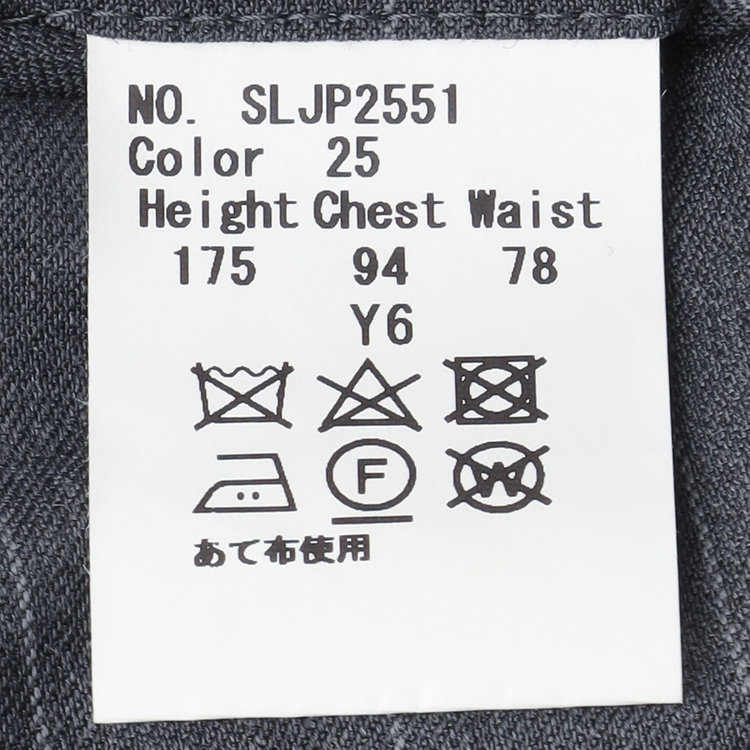 NO. SLJP2551
Color 25
Height Chest Waist
175 94 78
Y6
F W
あて布使用